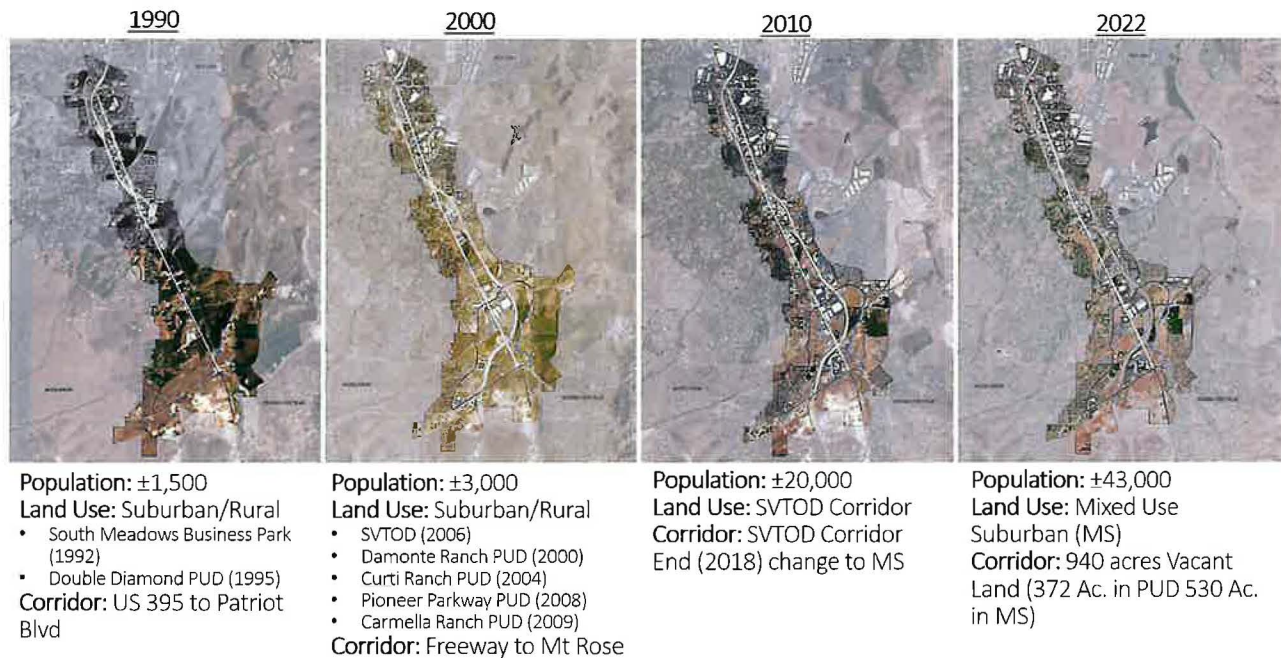 1990
2000
2010
2022
Population: ±1,500
Land Use: Suburban/Rural
• South Meadows Business Park
(1992)
• Double Diamond PUD (1995)
Corridor: US 395 to Patriot
Blvd
Population: ±3,000
Land Use: Suburban/Rural
• SVTOD (2006)
• Damonte Ranch PUD (2000)
• Curti Ranch PUD (2004)
• Pioneer Parkway PUD (2008)
• Carmella Ranch PUD (2009)
Corridor: Freeway to Mt Rose
Population: ±20,000
Land Use: SVTOD Corridor
Corridor: SVTOD Corridor
End (2018) change to MS
Population: ±43,000
Land Use: Mixed Use
Suburban (MS)
Corridor: 940 acres Vacant
Land (372 Ac. in PUD 530 Ac.
in MS)